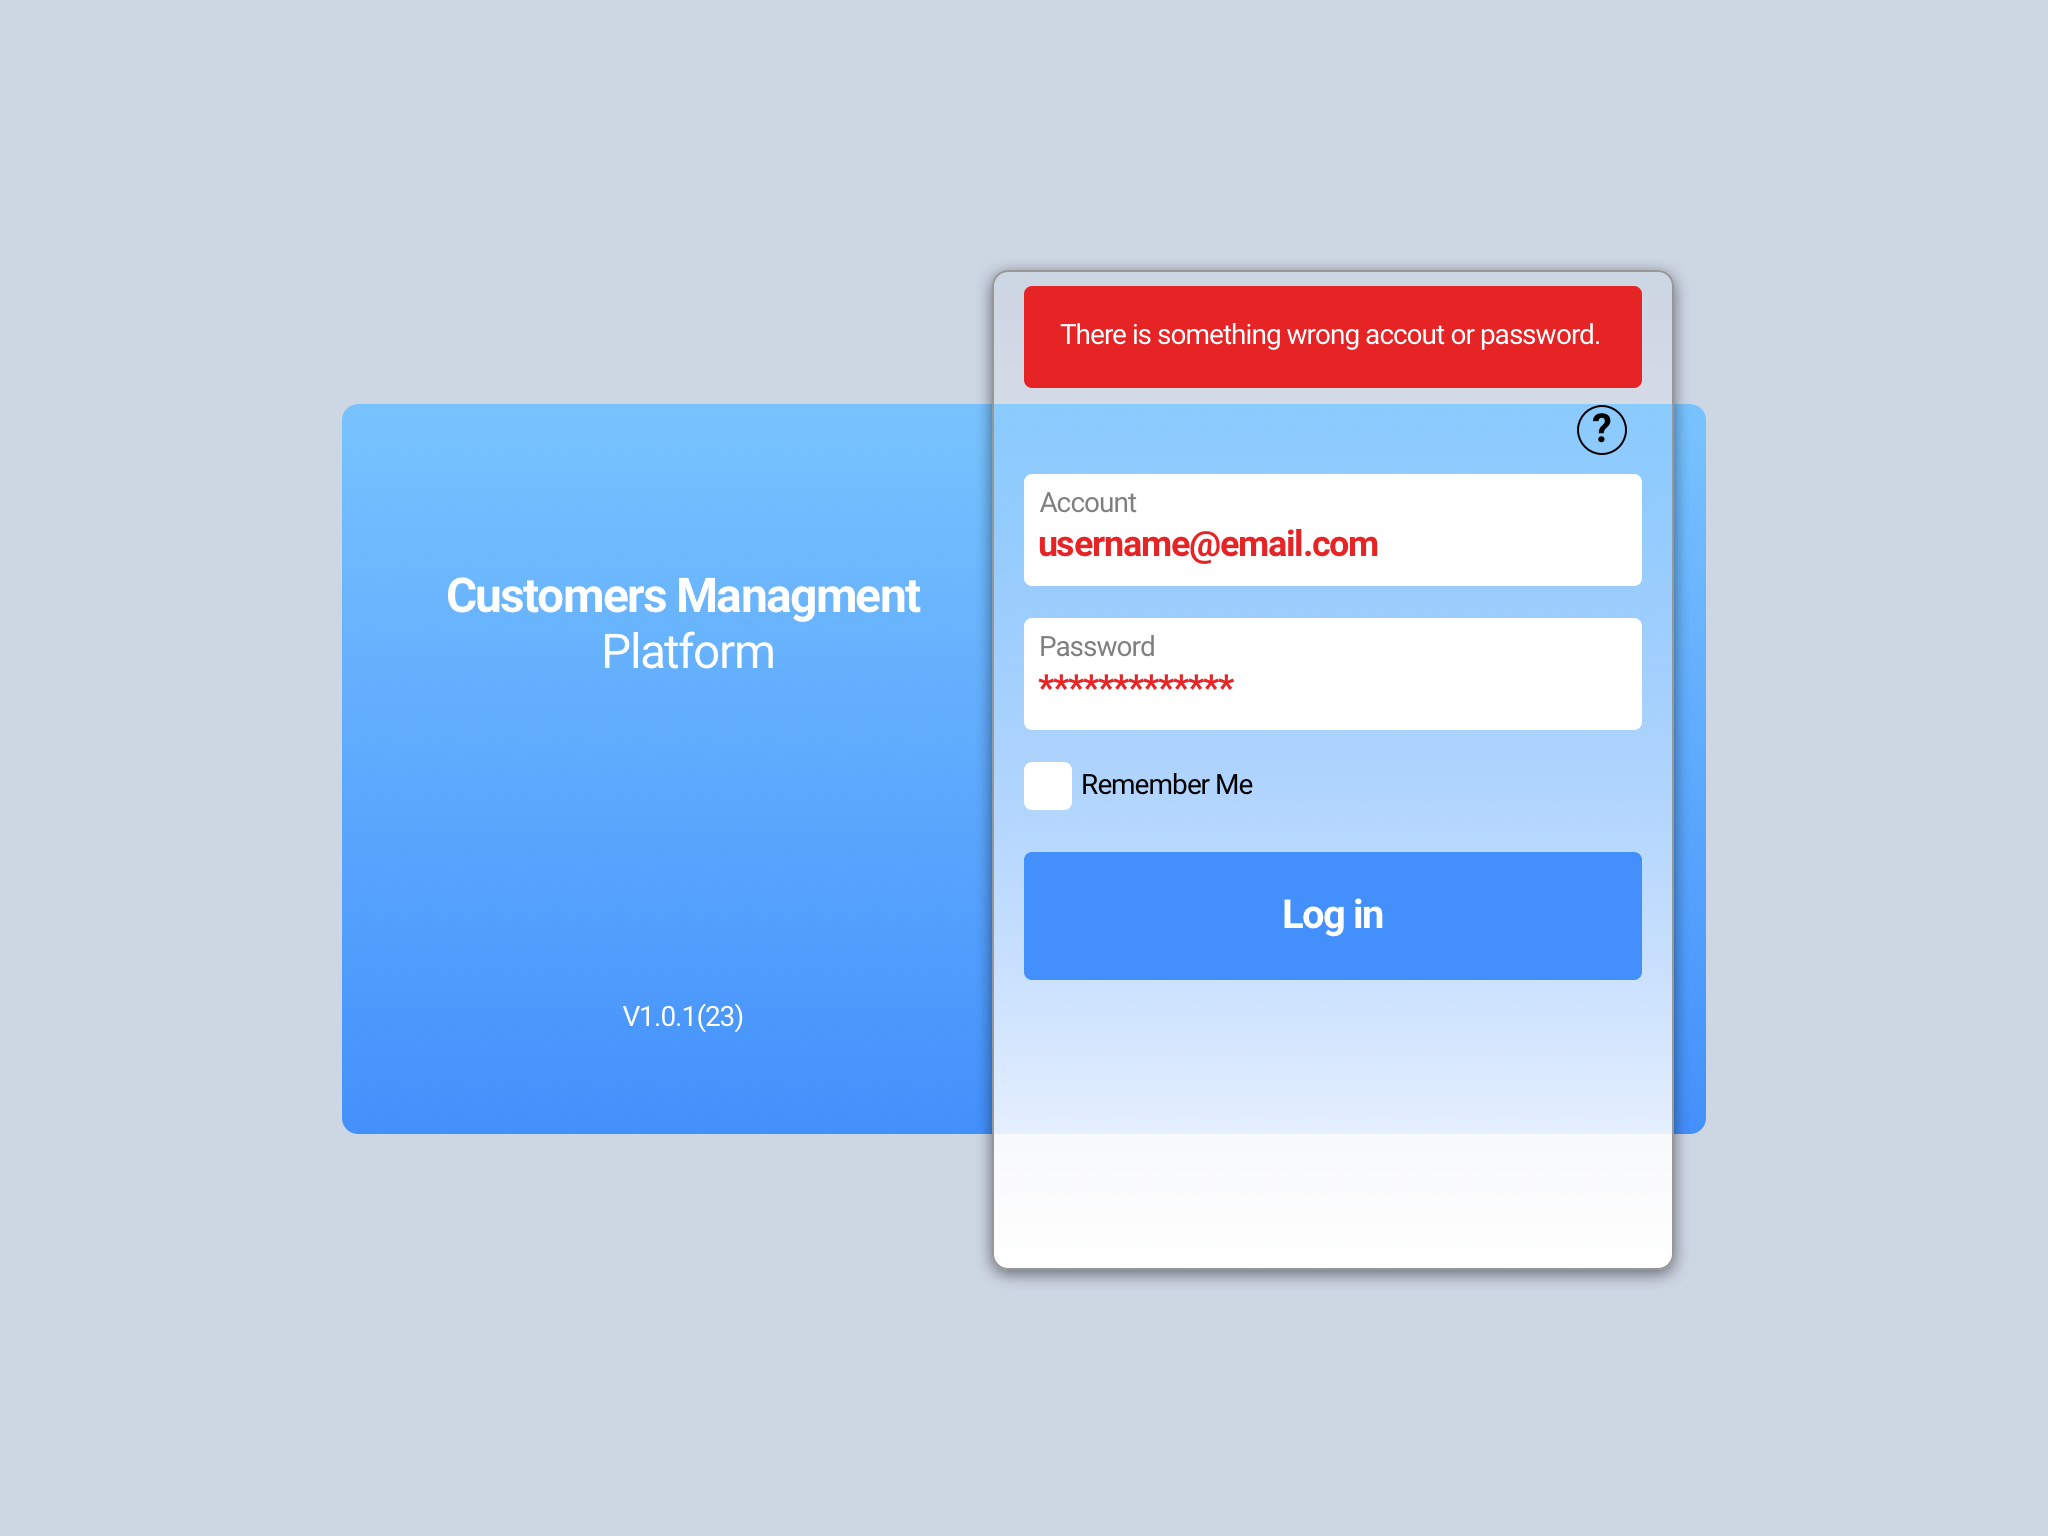 There is something wrong accout or password.
?
Account
username@email.com
Customers Managment
Platform
Password
*************
Remember Me
Log in
V1.0.1(23)